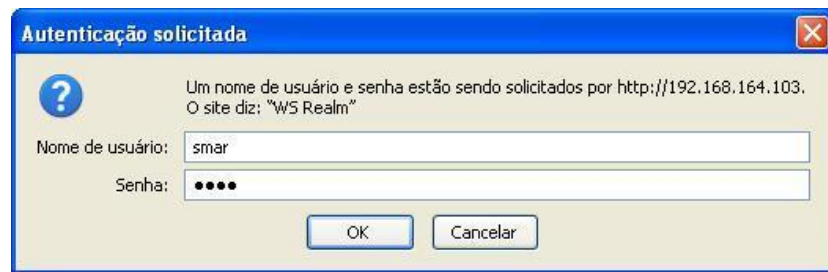 Autenticação solicitada
Um nome de usuário e senha estão sendo solicitados por http://192.168.164.103.
O site diz: "WS Realm"
Nome de usuário: smar
Senha: ●●●●
OK Cancelar